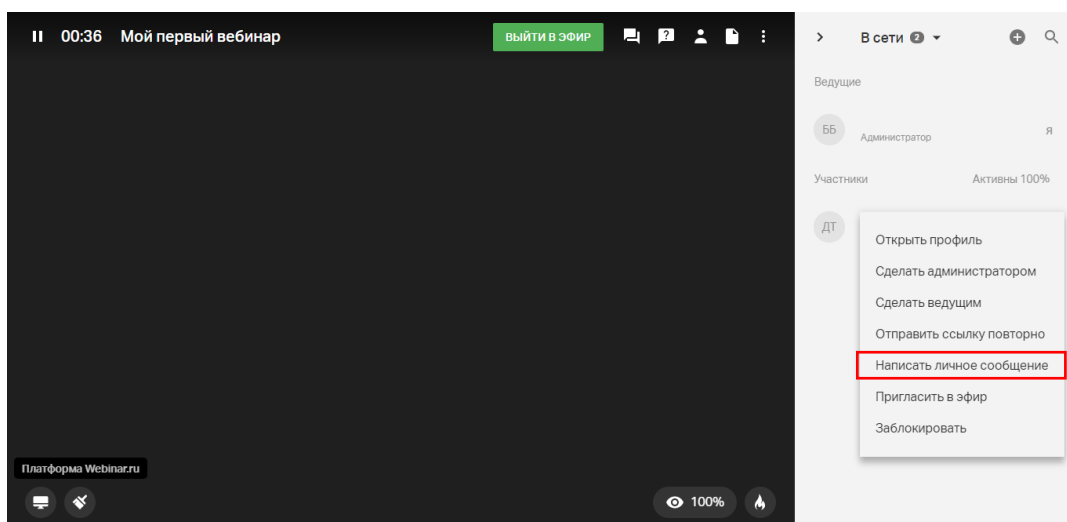 00:36 Мой первый вебинар ВЫЙТИ В ЭФИР ?
В сети 2
Ведущие
ББ
Администратор
я
Участники Активны 100%
ДТ
Открыть профиль
Сделать администратором
Сделать ведущим
Отправить ссылку повторно
Написать личное сообщение
Пригласить в эфир
Заблокировать
Платформа Webinar.ru
100%